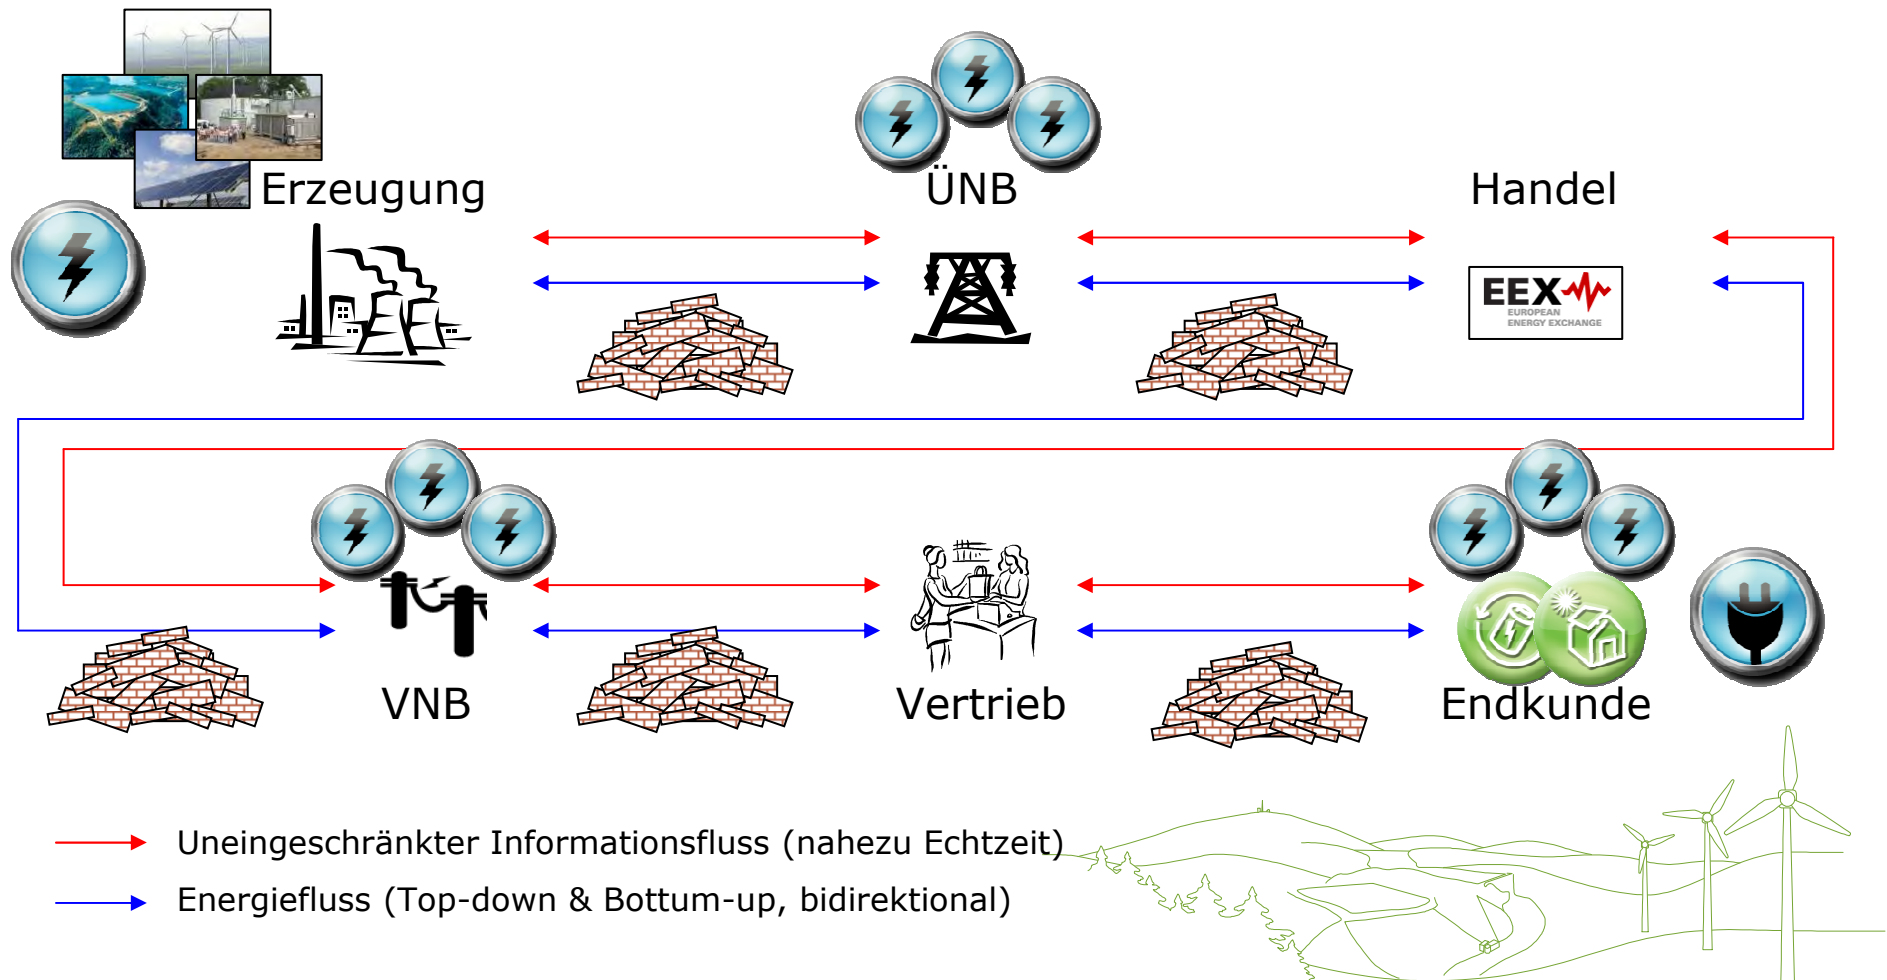 Erzeugung
ÜNB
Handel
EEX
EUROPEAN
ENERGY EXCHANGE
VNB
Vertrieb
Endkunde
Uneingeschränkter Informationsfluss (nahezu Echtzeit)
Energiefluss (Top-down & Bottum-up, bidirektional)